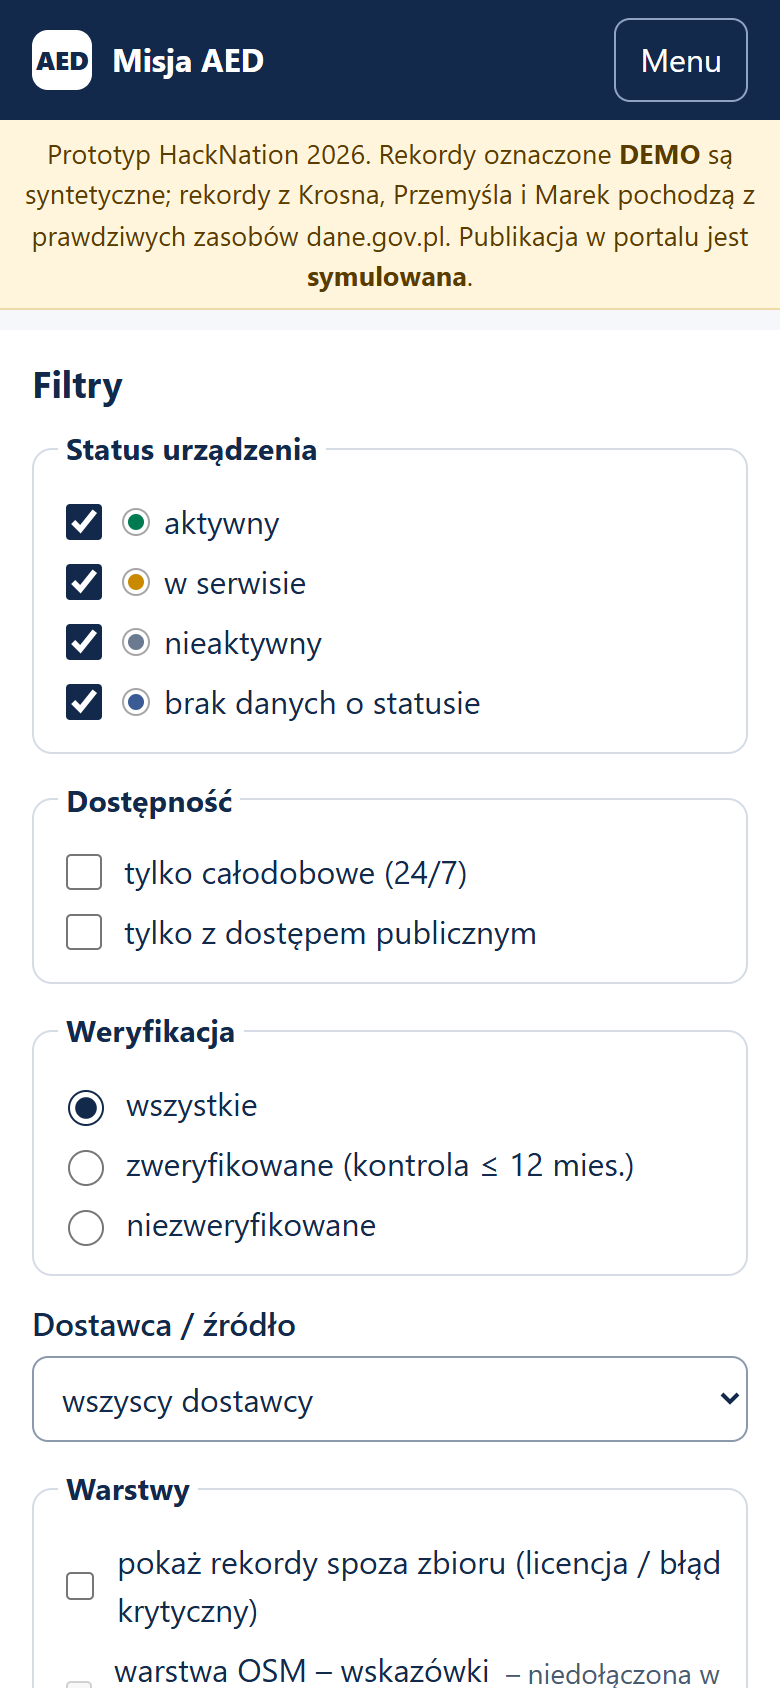 AED Misja AED Menu
Prototyp HackNation 2026. Rekordy oznaczone DEMO są
syntetyczne; rekordy z Krosna, Przemyśla i Marek pochodzą z
prawdziwych zasobów dane.gov.pl. Publikacja w portalu jest
symulowana.
Filtry
Status urządzenia
aktywny
w serwisie
nieaktywny
brak danych o statusie
Dostępność
tylko całodobowe (24/7)
tylko z dostępem publicznym
Weryfikacja
wszystkie
zweryfikowane (kontrola ≤ 12 mies.)
niezweryfikowane
Dostawca / źródło
wszyscy dostawcy
Warstwy
pokaż rekordy spoza zbioru (licencja / błąd
krytyczny)
warstwa OSM – wskazówki – niedołączona w